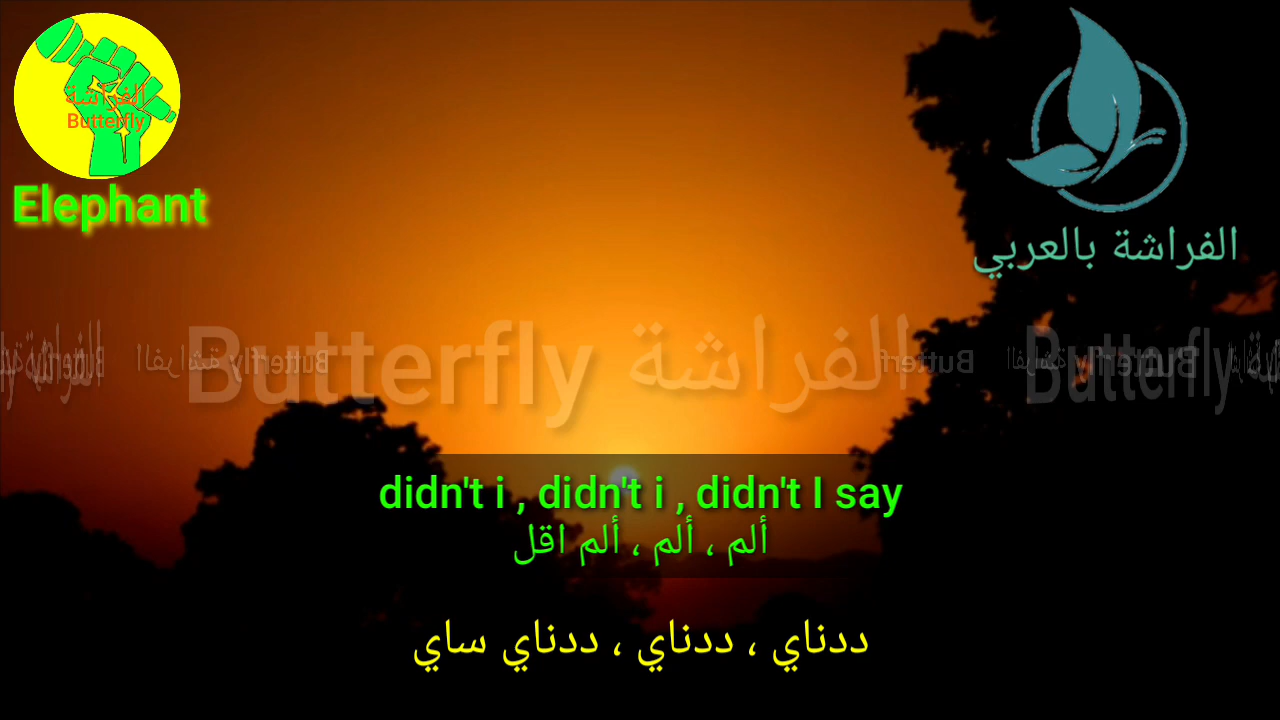 الفراشة
Butterfly
Elephant
الفراشة بالعربي
Butterfly الفراشة
didn't i , didn't i , didn't I say
ألم ، ألم ، ألم اقل
ددناي ، ددناي ، ددناي ساي